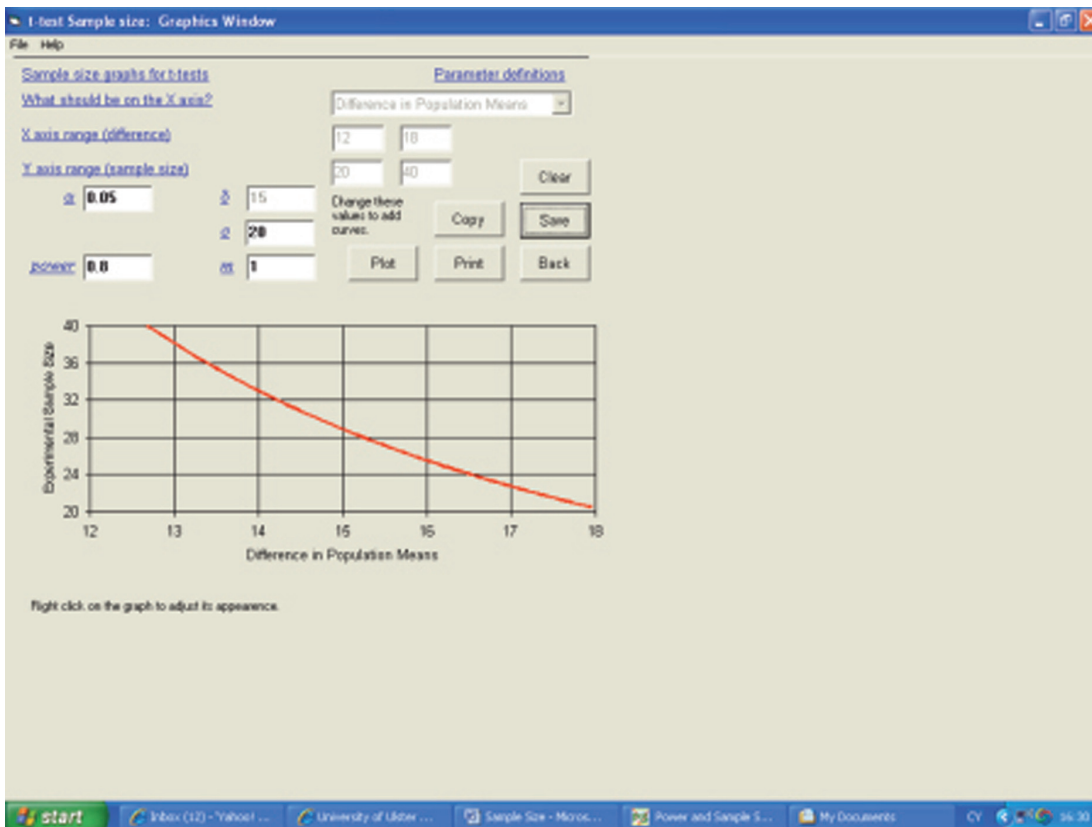 t-test Sample size: Graphics Window
File Help
Sample size graphs for t-tests
Parameter definitions
What should be on the X axis?
Difference in Population Means
X axis range (difference)
12 18
Y axis range (sample size)
20 40
Clear
α 0.05
δ 15
Change these values to add curves.
Copy
Save
σ 20
power 0.8
m 1
Plot
Print
Back
40
36
32
28
24
20
Experimental Sample Size
12 13 14 15 16 17 18
Difference in Population Means
Right click on the graph to adjust its appearence.
start
Inbox (12) - Yahoo! ...
University of Ulster ...
Sample Size - Micros...
Power and Sample S...
My Documents
CY
16:30